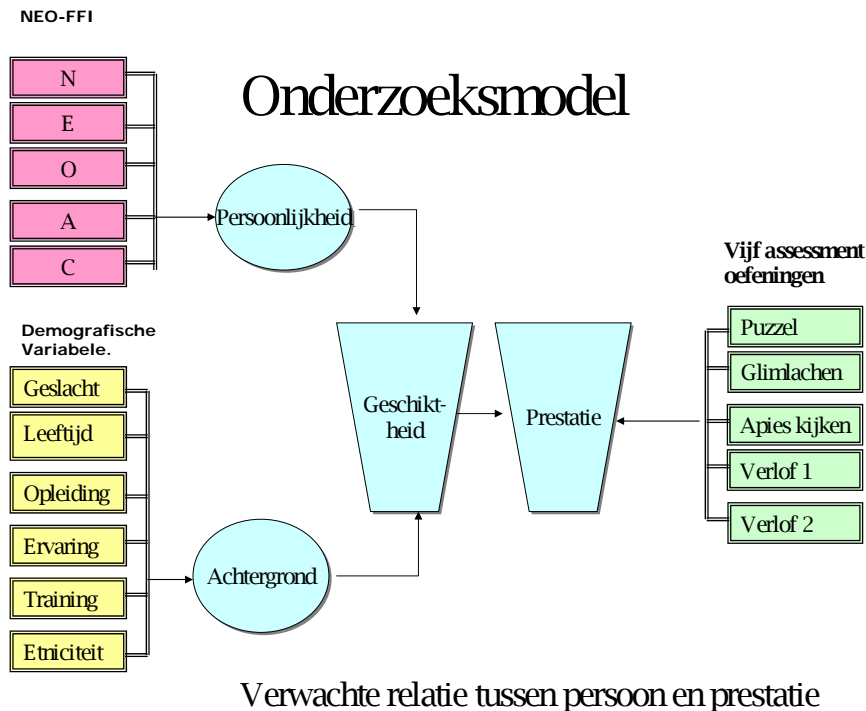 NEO-FFI
Onderzoeksmodel
N
E
O
A
C
Persoonlijkheid
Demografische
Variabele.
Geslacht
Leeftijd
Opleiding
Ervaring
Training
Etniciteit
Achtergrond
Geschikt-
heid
Prestatie
Vijf assessment
oefeningen
Puzzel
Glimlachen
Apies kijken
Verlof 1
Verlof 2
Verwachte relatie tussen persoon en prestatie